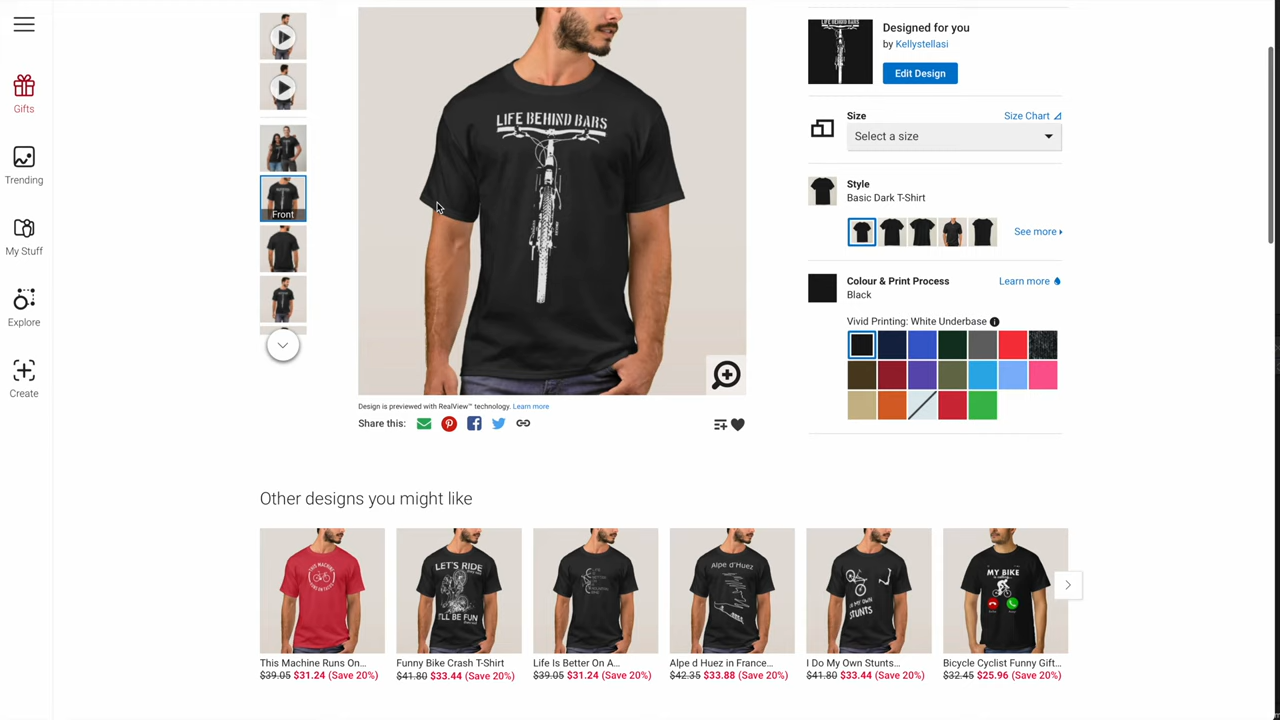 Gifts
Trending
My Stuff
Explore
Create
Front
LIFE BEHIND BARS
Design is previewed with RealView™ technology. Learn more
Share this:
LIFE BEHIND BARS
Designed for you
by Kellystellasi
Edit Design
Size
Size Chart
Select a size
Style
Basic Dark T-Shirt
See more
Colour & Print Process
Learn more
Black
Vivid Printing: White Underbase
Other designs you might like
THIS MACHINE
LET'S RIDE
I'LL BE FUN
Alpe d'Huez
I DO MY OWN
STUNTS
MY BIKE
This Machine Runs On...
$39.05 $31.24 (Save 20%)
Funny Bike Crash T-Shirt
$41.80 $33.44 (Save 20%)
Life Is Better On A...
$39.05 $31.24 (Save 20%)
Alpe d Huez in France...
$42.35 $33.88 (Save 20%)
I Do My Own Stunts...
$41.80 $33.44 (Save 20%)
Bicycle Cyclist Funny Gift...
$32.45 $25.96 (Save 20%)